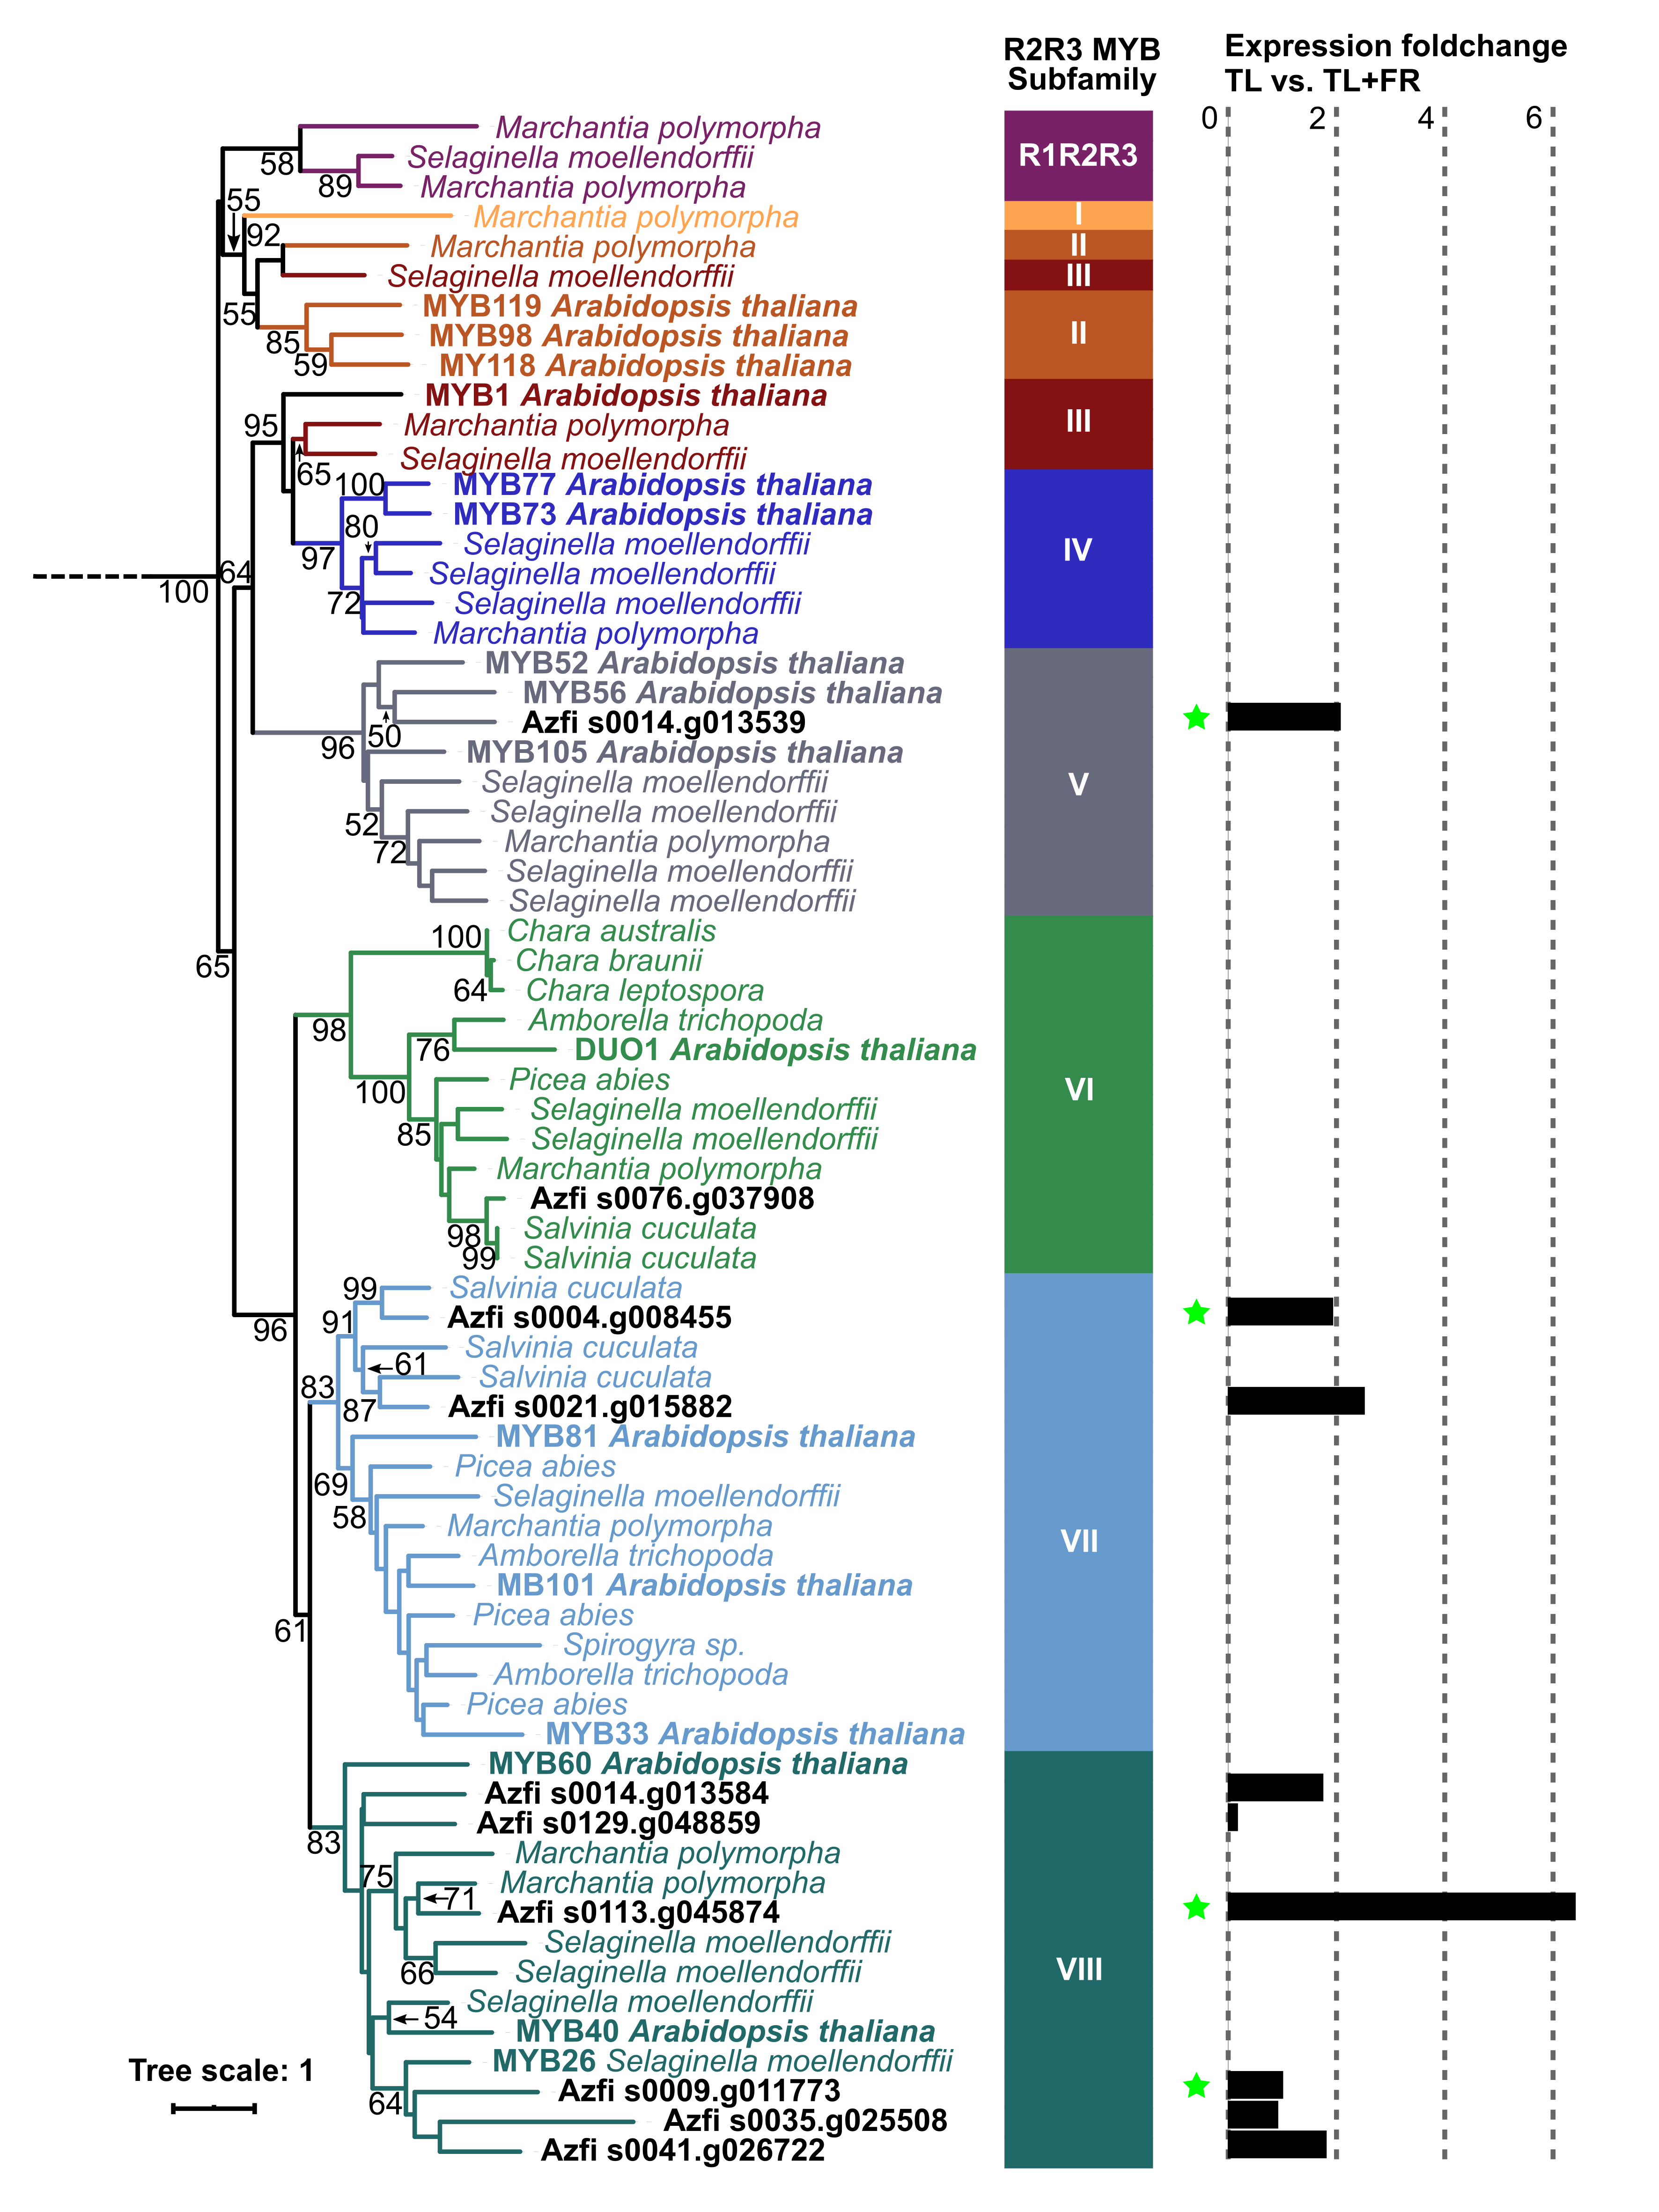 R2R3 MYB
Subfamily
Expression foldchange
TL vs. TL+FR
0 2 4 6
Marchantia polymorpha
58
Selaginella moellendorffii
R1R2R3
89
Marchantia polymorpha
55
Marchantia polymorpha
I
92
Marchantia polymorpha
II
Selaginella moellendorffii
III
55
MYB119 Arabidopsis thaliana
MYB98 Arabidopsis thaliana
II
85
59
MY118 Arabidopsis thaliana
MYB1 Arabidopsis thaliana
95
Marchantia polymorpha
III
65
Selaginella moellendorffii
100
MYB77 Arabidopsis thaliana
MYB73 Arabidopsis thaliana
80
Selaginella moellendorffii
IV
97
Selaginella moellendorffii
64
100
72
Selaginella moellendorffii
Marchantia polymorpha
MYB52 Arabidopsis thaliana
MYB56 Arabidopsis thaliana
Azfi s0014.g013539
50
96
MYB105 Arabidopsis thaliana
Selaginella moellendorffii
V
Selaginella moellendorffii
52
Marchantia polymorpha
72
Selaginella moellendorffii
Selaginella moellendorffii
Chara australis
100
Chara braunii
65
64
Chara leptospora
Amborella trichopoda
98
76
DUO1 Arabidopsis thaliana
Picea abies
100
VI
Selaginella moellendorffii
85
Selaginella moellendorffii
Marchantia polymorpha
Azfi s0076.g037908
98
Salvinia cuculata
99
Salvinia cuculata
99
Salvinia cuculata
91
Azfi s0004.g008455
96
Salvinia cuculata
61
Salvinia cuculata
83
87
Azfi s0021.g015882
MYB81 Arabidopsis thaliana
Picea abies
69
Selaginella moellendorffii
58
Marchantia polymorpha
VII
Amborella trichopoda
MB101 Arabidopsis thaliana
Picea abies
61
Spirogyra sp.
Amborella trichopoda
Picea abies
MYB33 Arabidopsis thaliana
MYB60 Arabidopsis thaliana
Azfi s0014.g013584
Azfi s0129.g048859
83
Marchantia polymorpha
75
Marchantia polymorpha
71
Azfi s0113.g045874
Selaginella moellendorffii
66
Selaginella moellendorffii
VIII
Selaginella moellendorffii
54
MYB40 Arabidopsis thaliana
MYB26 Selaginella moellendorffii
Tree scale: 1
64
Azfi s0009.g011773
Azfi s0035.g025508
Azfi s0041.g026722